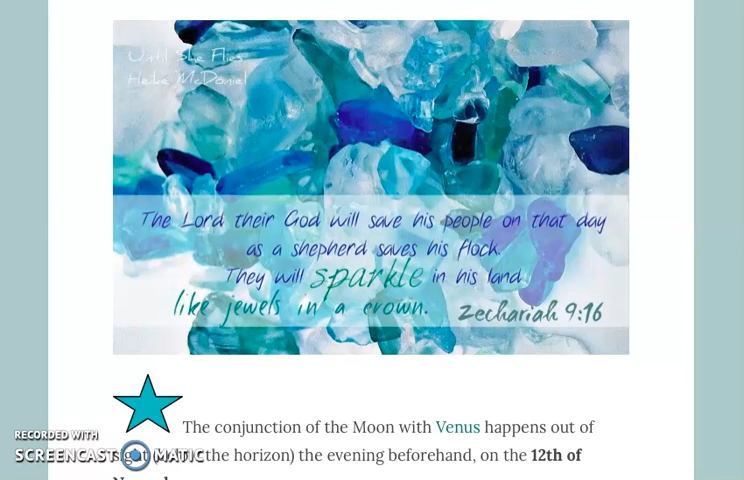 Until She Flies
Heike McDaniel
The Lord their God will save his people on that day
as a shepherd saves his flock.
They will sparkle in his land
like jewels in a crown. Zechariah 9:16
The conjunction of the Moon with Venus happens out of
the horizon) the evening beforehand, on the 12th of
RECORDED WITH
SCREENCAST MATIC